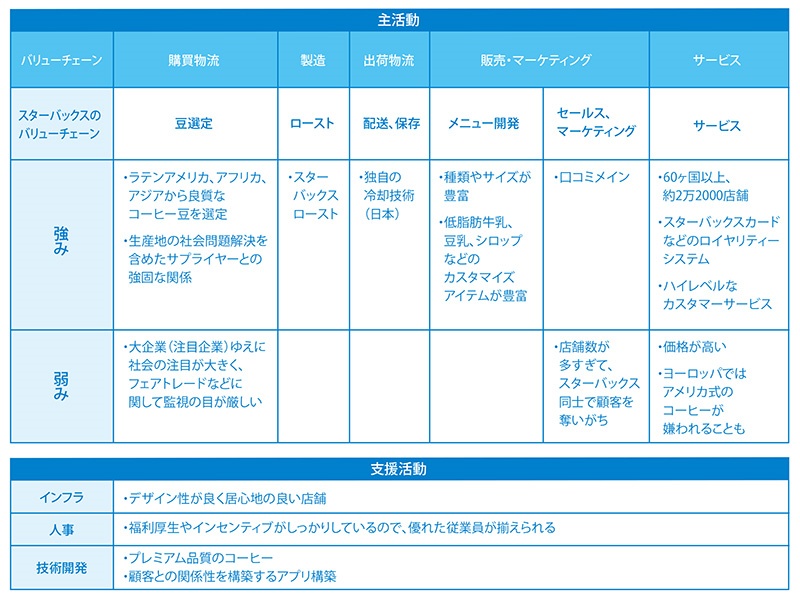 主活動
バリューチェーン
購買物流
製造
出荷物流
販売・マーケティング
サービス
スターバックスの
バリューチェーン
豆選定
ロースト
配送、保存
メニュー開発
セールス、
マーケティング
サービス
強み
・ラテンアメリカ、アフリカ、
アジアから良質な
コーヒー豆を選定
・生産地の社会問題解決を
含めたサプライヤーとの
強固な関係
・スター
バックス
ロースト
・独自の
冷却技術
（日本）
・種類やサイズが
豊富
・低脂肪牛乳、
豆乳、シロップ
などの
カスタマイズ
アイテムが豊富
・口コミメイン
・60ヶ国以上、
約2万2000店舗
・スターバックスカード
などのロイヤリティー
システム
・ハイレベルな
カスタマーサービス
弱み
・大企業（注目企業）ゆえに
社会の注目が大きく、
フェアトレードなどに
関して監視の目が厳しい
・店舗数が
多すぎて、
スターバックス
同士で顧客を
奪いがち
・価格が高い
・ヨーロッパでは
アメリカ式の
コーヒーが
嫌われることも
支援活動
インフラ
・デザイン性が良く居心地の良い店舗
人事
・福利厚生やインセンティブがしっかりしているので、優れた従業員が揃えられる
技術開発
・プレミアム品質のコーヒー
・顧客との関係性を構築するアプリ構築